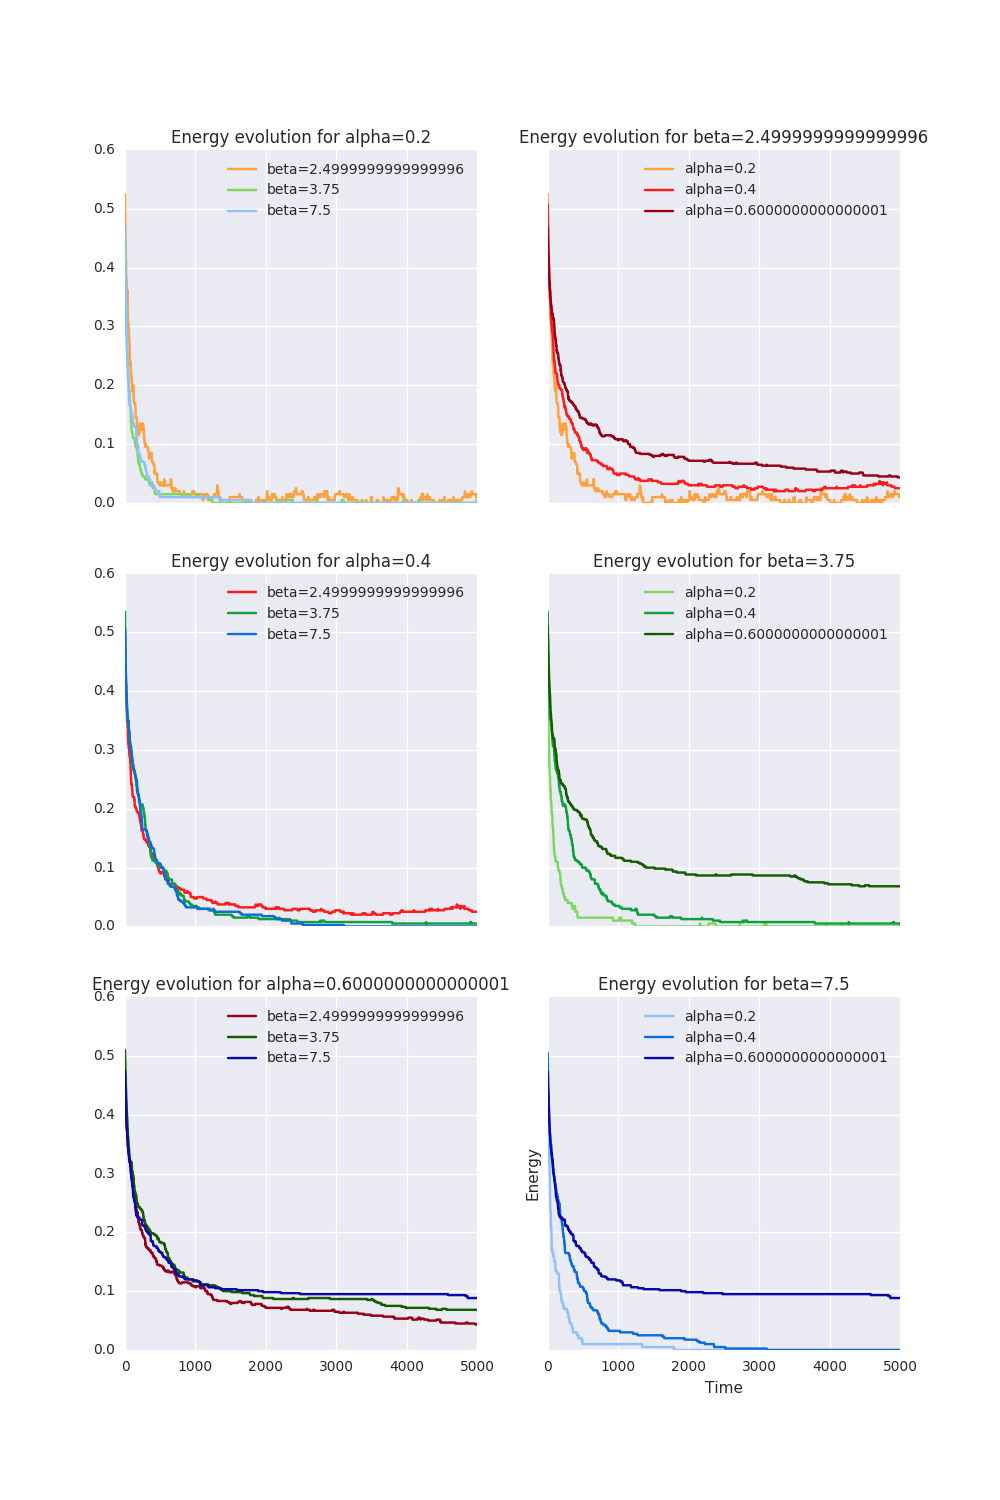 Energy evolution for alpha=0.2
0.6
0.5
0.4
0.3
0.2
0.1
0.0
beta=2.4999999999999996
beta=3.75
beta=7.5
Energy evolution for beta=2.4999999999999996
alpha=0.2
alpha=0.4
alpha=0.6000000000000001
Energy evolution for alpha=0.4
0.6
0.5
0.4
0.3
0.2
0.1
0.0
beta=2.4999999999999996
beta=3.75
beta=7.5
Energy evolution for beta=3.75
alpha=0.2
alpha=0.4
alpha=0.6000000000000001
Energy evolution for alpha=0.6000000000000001
0.6
0.5
0.4
0.3
0.2
0.1
0.0
beta=2.4999999999999996
beta=3.75
beta=7.5
0 1000 2000 3000 4000 5000
Energy evolution for beta=7.5
alpha=0.2
alpha=0.4
alpha=0.6000000000000001
Energy
0 1000 2000 3000 4000 5000
Time